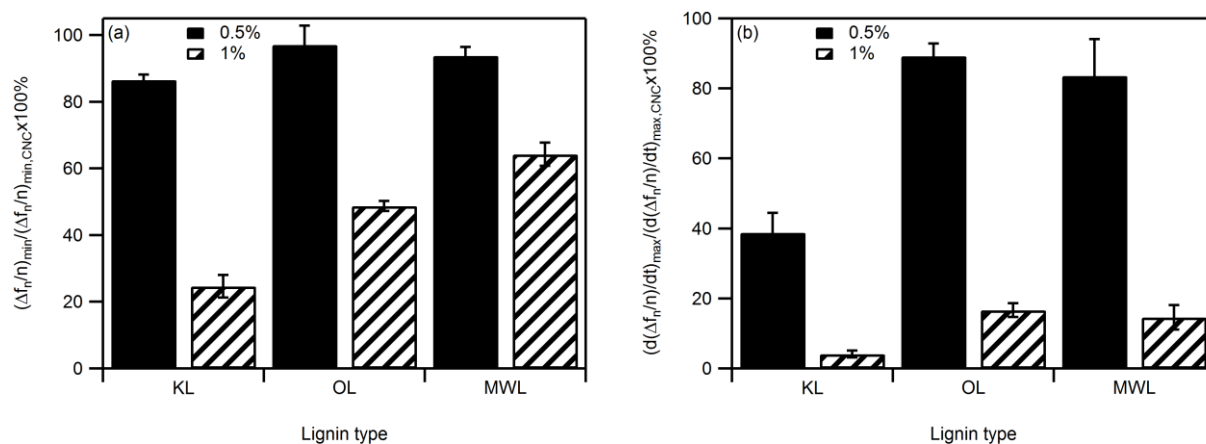 (a)
0.5%
1%
100
80
60
40
20
0
(Δfₙ/n)ₘᵢₙ/(Δfₙ/n)ₘᵢₙ,CNCx100%
KL
OL
MWL
Lignin type
(b)
0.5%
1%
100
80
60
40
20
0
(d(Δfₙ/n)/dt)ₘₐₓ/(d(Δfₙ/n)/dt)ₘₐₓ,CNCx100%
KL
OL
MWL
Lignin type